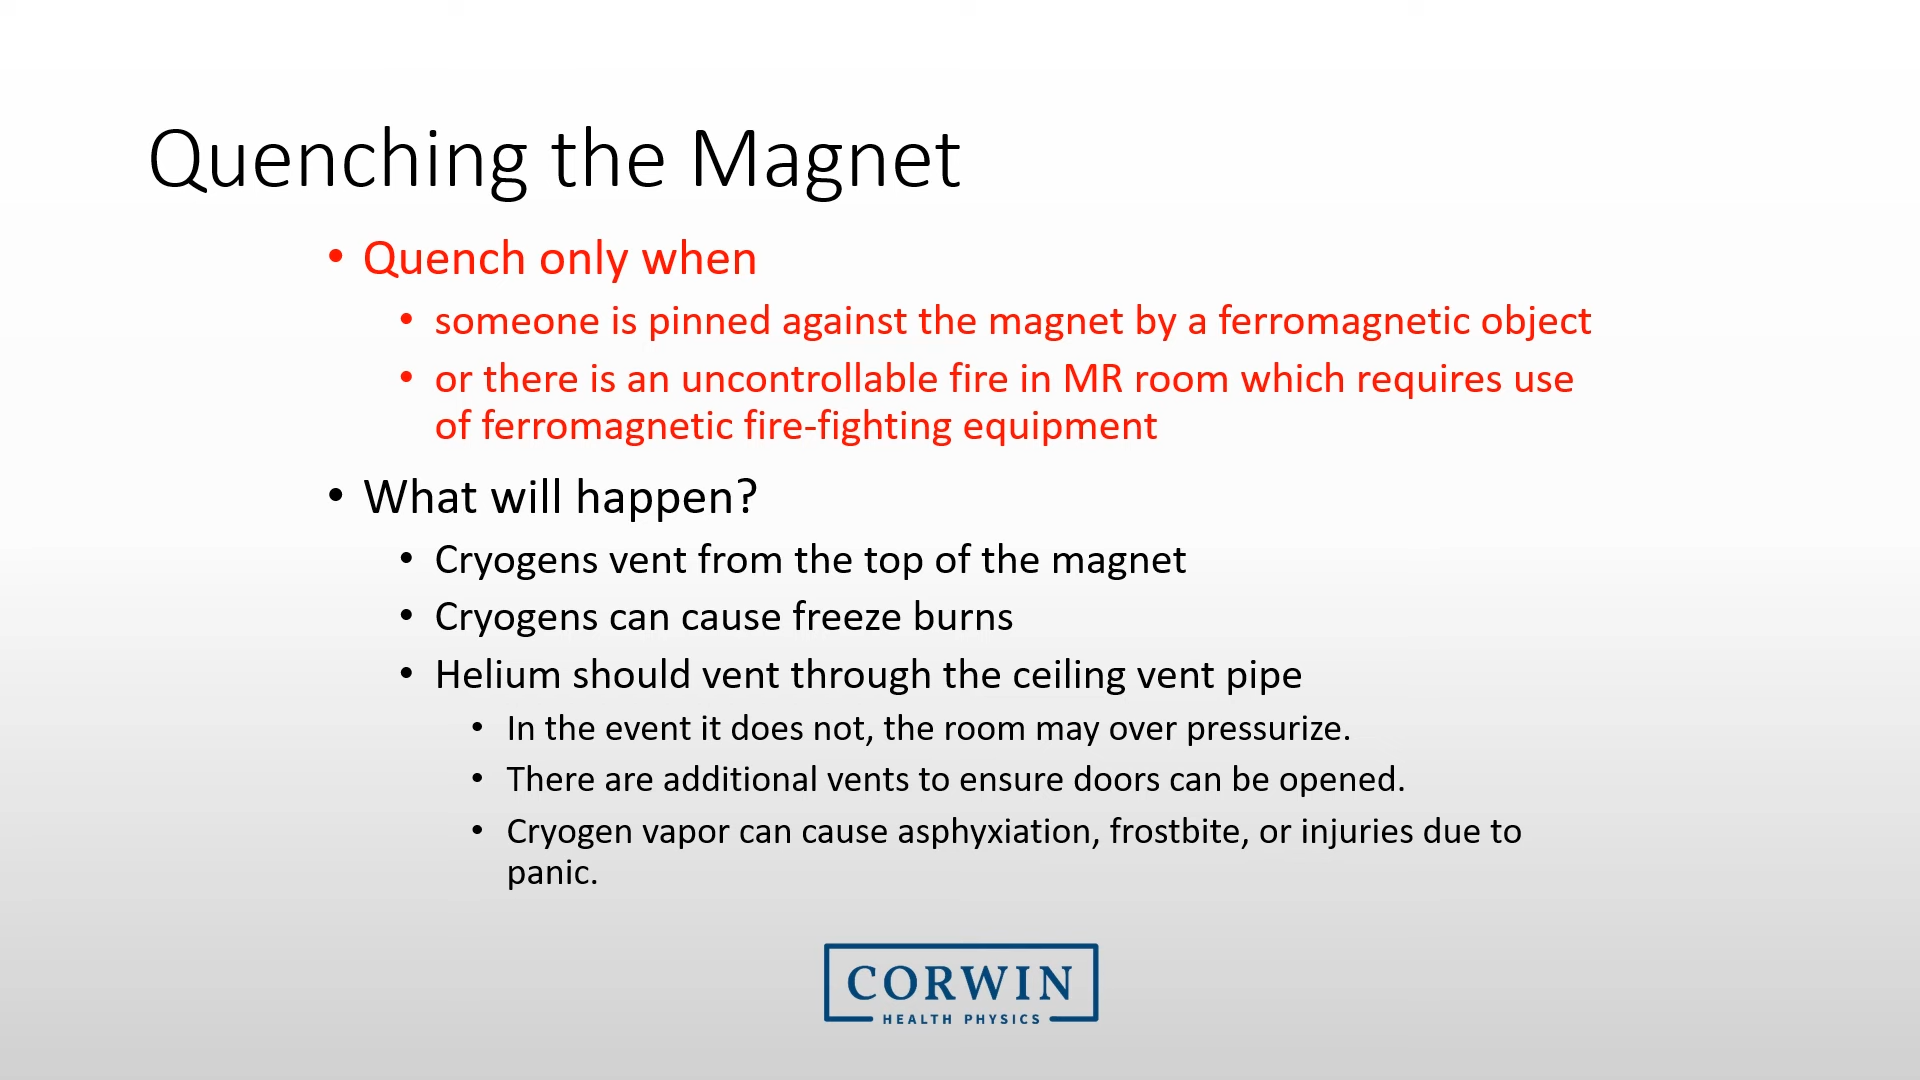 Quenching the Magnet
• Quench only when
• someone is pinned against the magnet by a ferromagnetic object
• or there is an uncontrollable fire in MR room which requires use
of ferromagnetic fire-fighting equipment
• What will happen?
• Cryogens vent from the top of the magnet
• Cryogens can cause freeze burns
• Helium should vent through the ceiling vent pipe
• In the event it does not, the room may over pressurize.
• There are additional vents to ensure doors can be opened.
• Cryogen vapor can cause asphyxiation, frostbite, or injuries due to
panic.
CORWIN
HEALTH PHYSICS